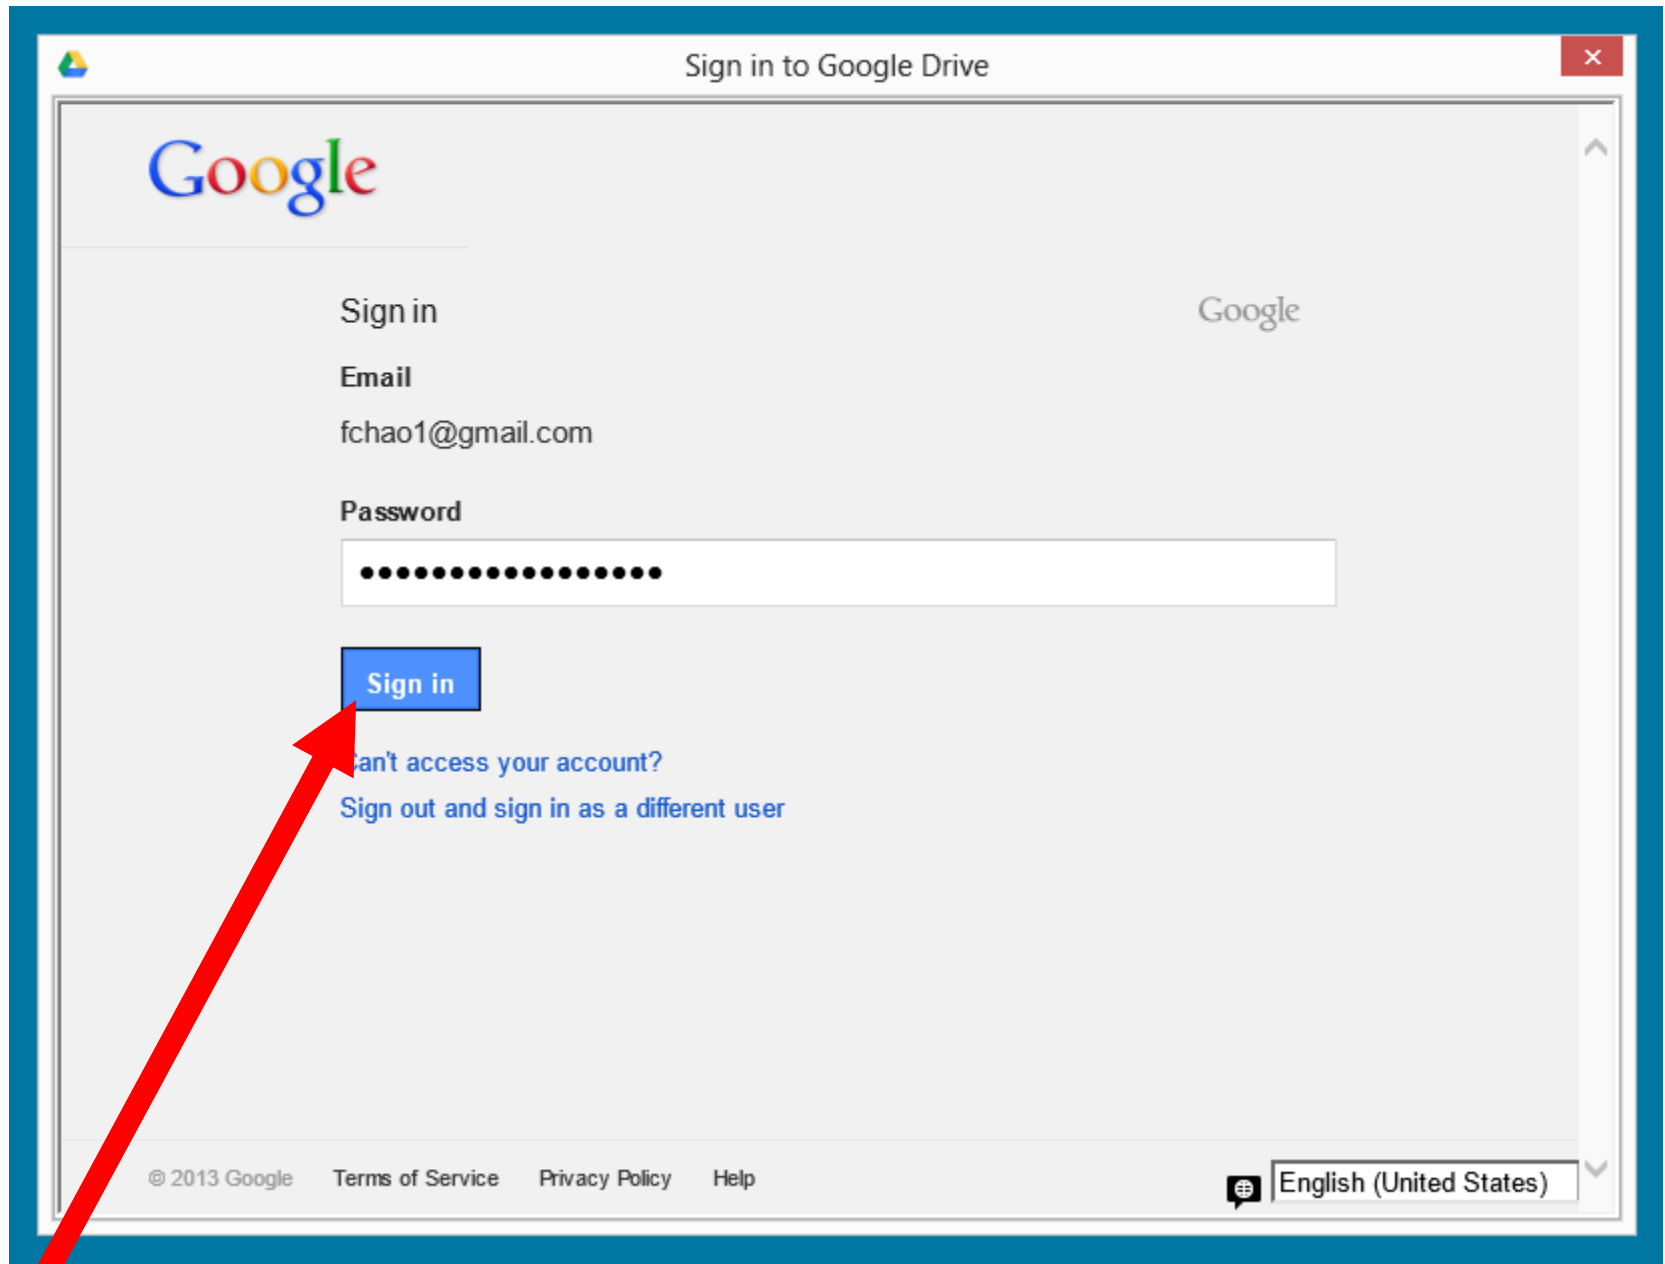 Sign in to Google Drive
Google
Sign in
Google
Email
fchao1@gmail.com
Password
•••••••••••••••••
Sign in
an't access your account?
Sign out and sign in as a different user
© 2013 Google Terms of Service Privacy Policy Help
English (United States)